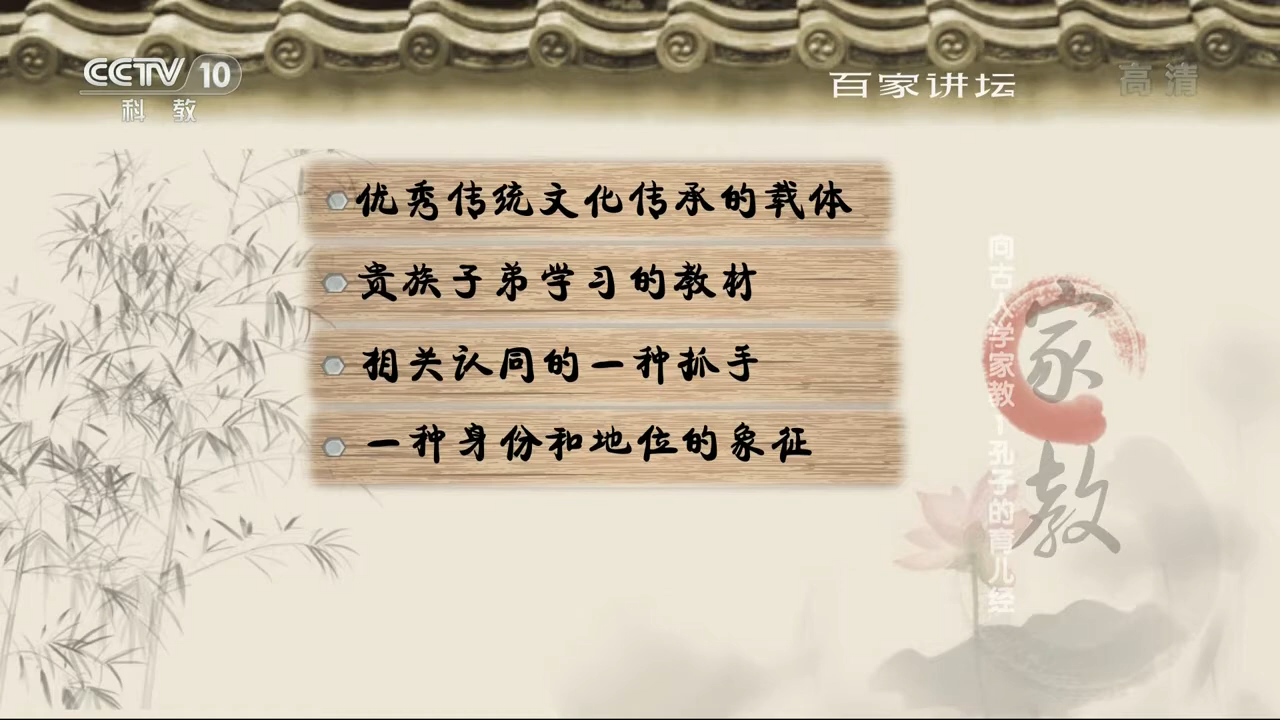 CCTV 10
科教
百家讲坛
高清
优秀传统文化传承的载体
贵族子弟学习的教材
相关认同的一种抓手
一种身份和地位的象征
家教
向古人学家教—孔子的育儿经